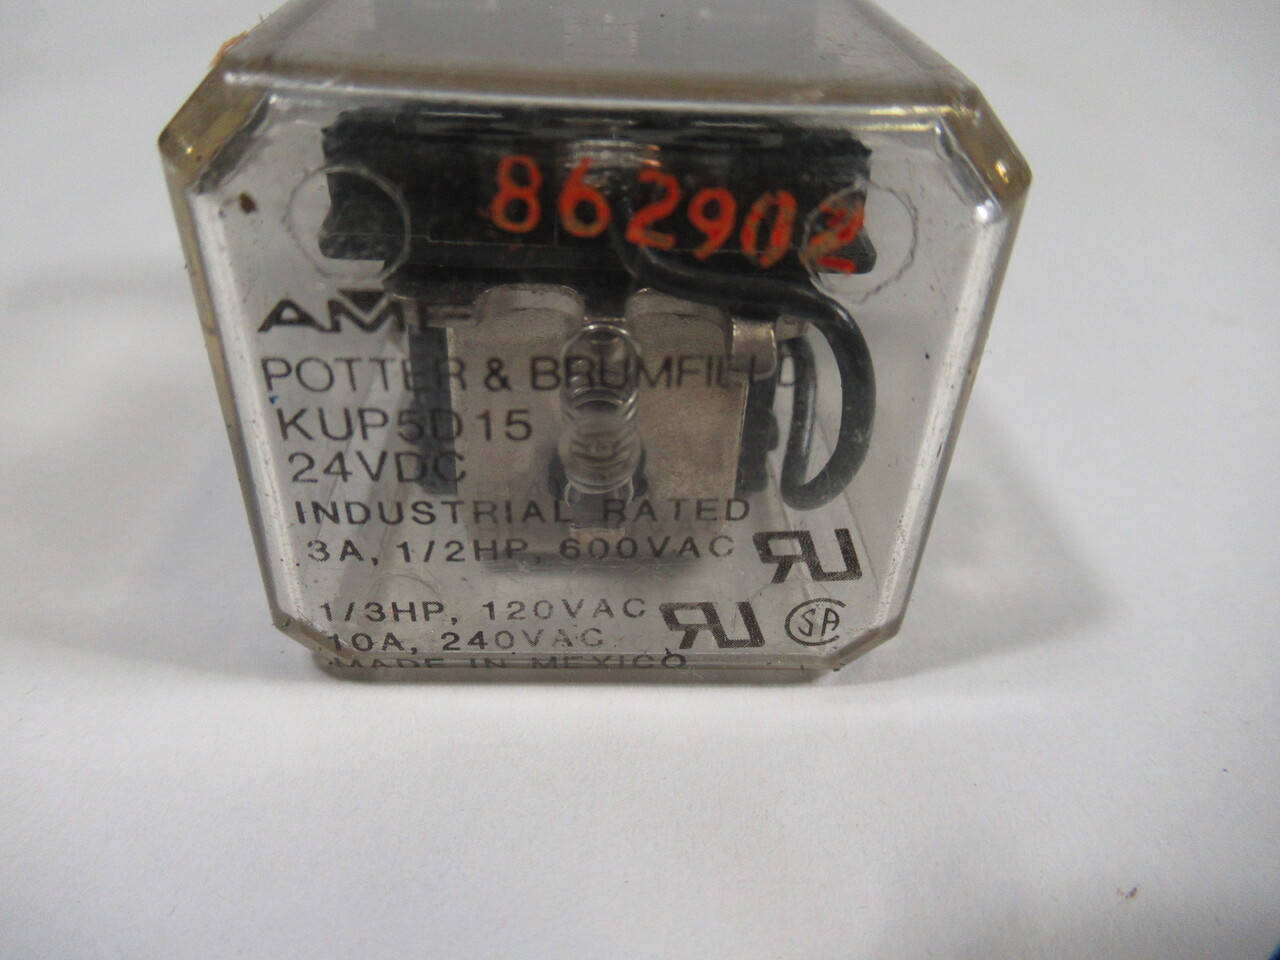 862902
AMF
POTTER & BRUMFIELD
KUP5D15
24VDC
INDUSTRIAL RATED
3A, 1/2HP, 600VAC
1/3HP, 120VAC
10A, 240VAC
MADE IN MEXICO